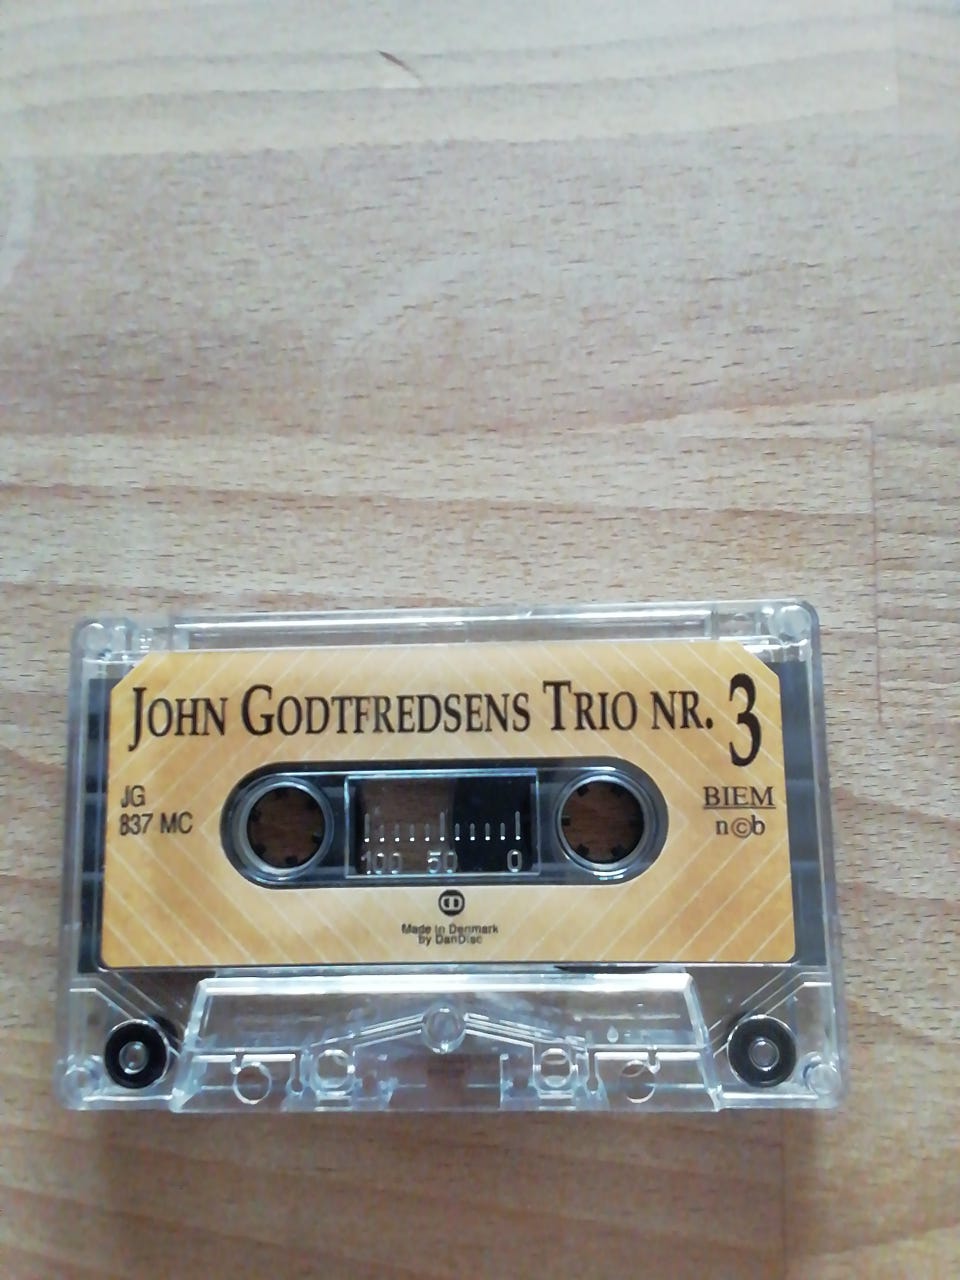 JOHN GODTFREDSENS TRIO NR. 3
JG
837 MC
BIEM
n©b
100 50 0
Made in Denmark
by DanDisc